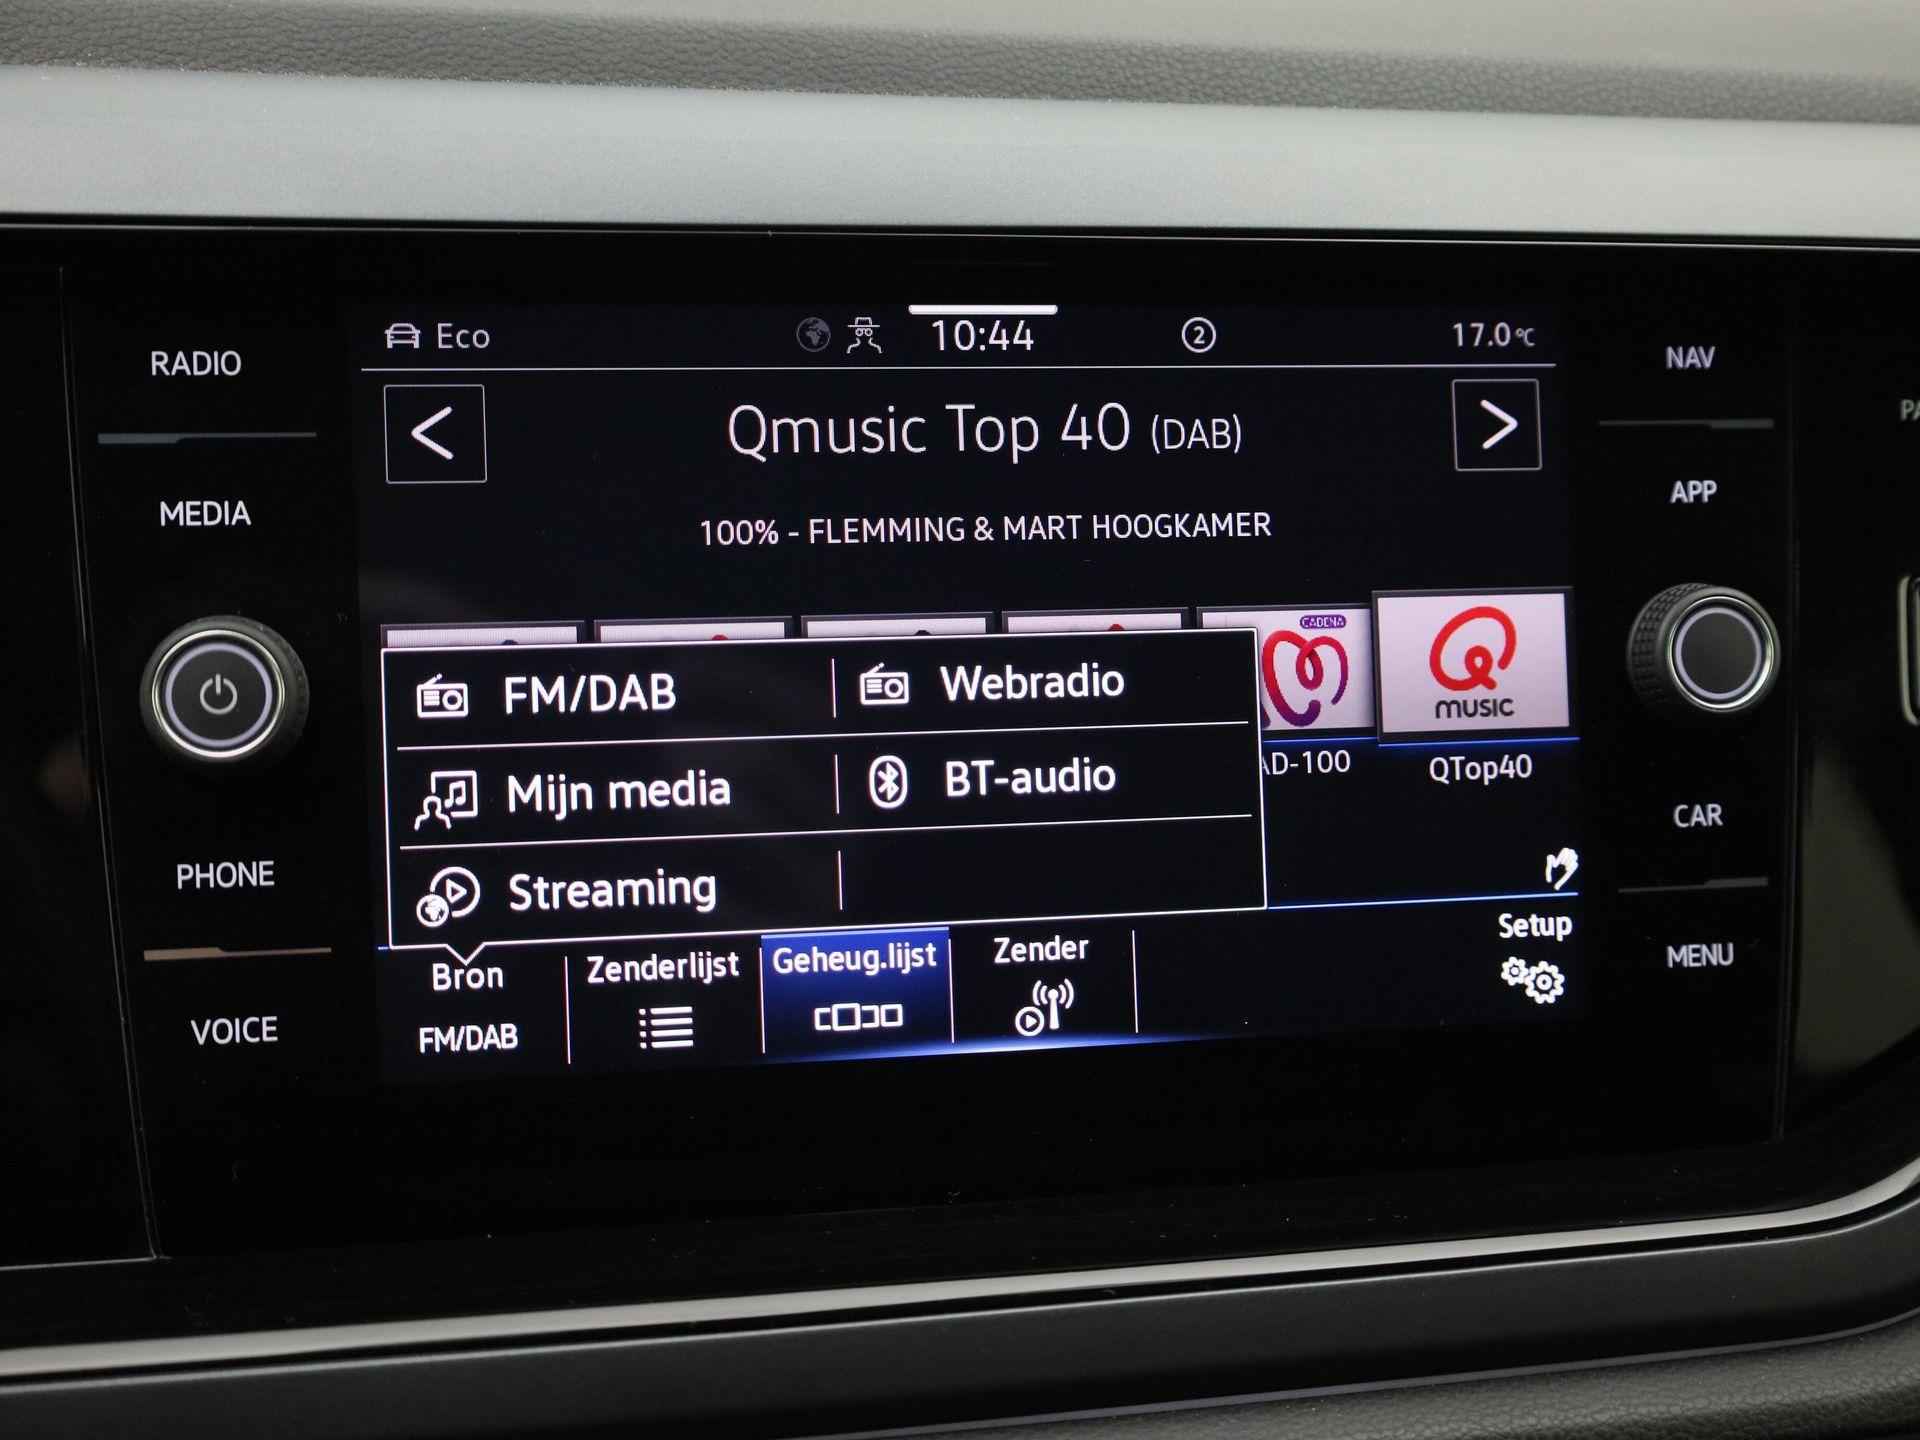 RADIO
MEDIA
PHONE
VOICE
Eco
10:44
2
17.0°C
Qmusic Top 40 (DAB)
100% - FLEMMING & MART HOOGKAMER
CADENA
MUSIC
FM/DAB
Webradio
Mijn media
BT-audio
Streaming
AD-100
QTop40
Bron
FM/DAB
Zenderlijst
Geheug.lijst
Zender
Setup
NAV
APP
CAR
MENU